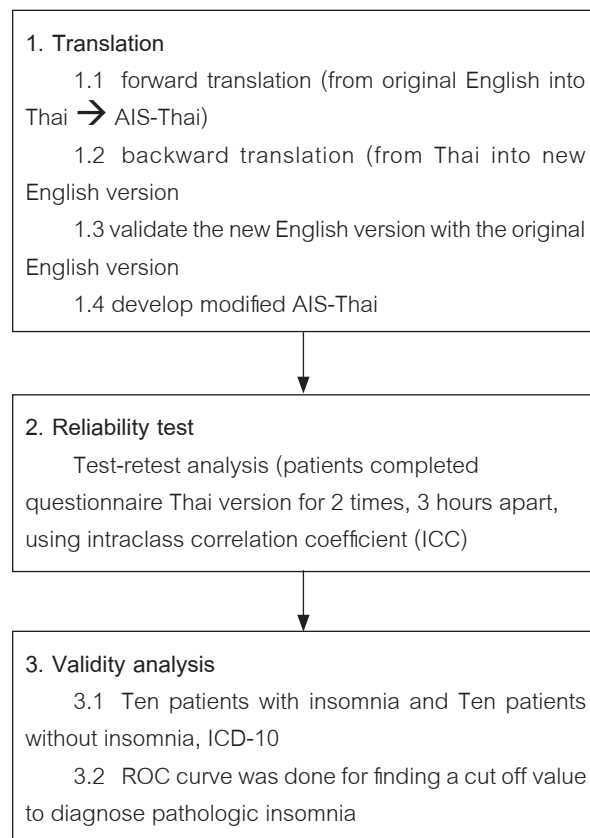 1. Translation
1.1 forward translation (from original English into
Thai → AIS-Thai)
1.2 backward translation (from Thai into new
English version
1.3 validate the new English version with the original
English version
1.4 develop modified AIS-Thai
2. Reliability test
Test-retest analysis (patients completed
questionnaire Thai version for 2 times, 3 hours apart,
using intraclass correlation coefficient (ICC)
3. Validity analysis
3.1 Ten patients with insomnia and Ten patients
without insomnia, ICD-10
3.2 ROC curve was done for finding a cut off value
to diagnose pathologic insomnia